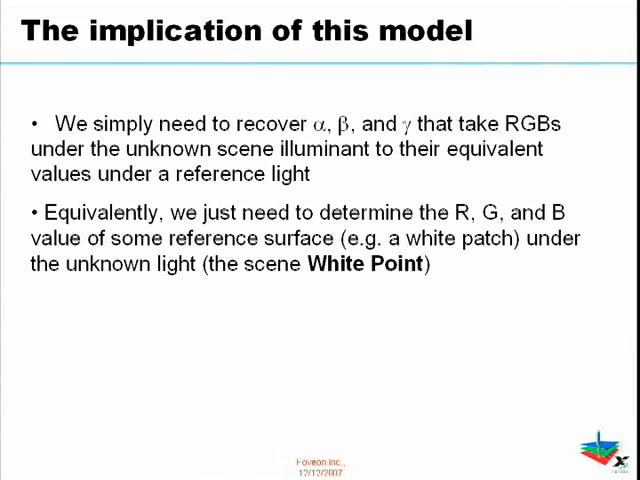 The implication of this model
• We simply need to recover α, β, and γ that take RGBs
under the unknown scene illuminant to their equivalent
values under a reference light
• Equivalently, we just need to determine the R, G, and B
value of some reference surface (e.g. a white patch) under
the unknown light (the scene White Point)
Foveon Inc.,
12/12/2007